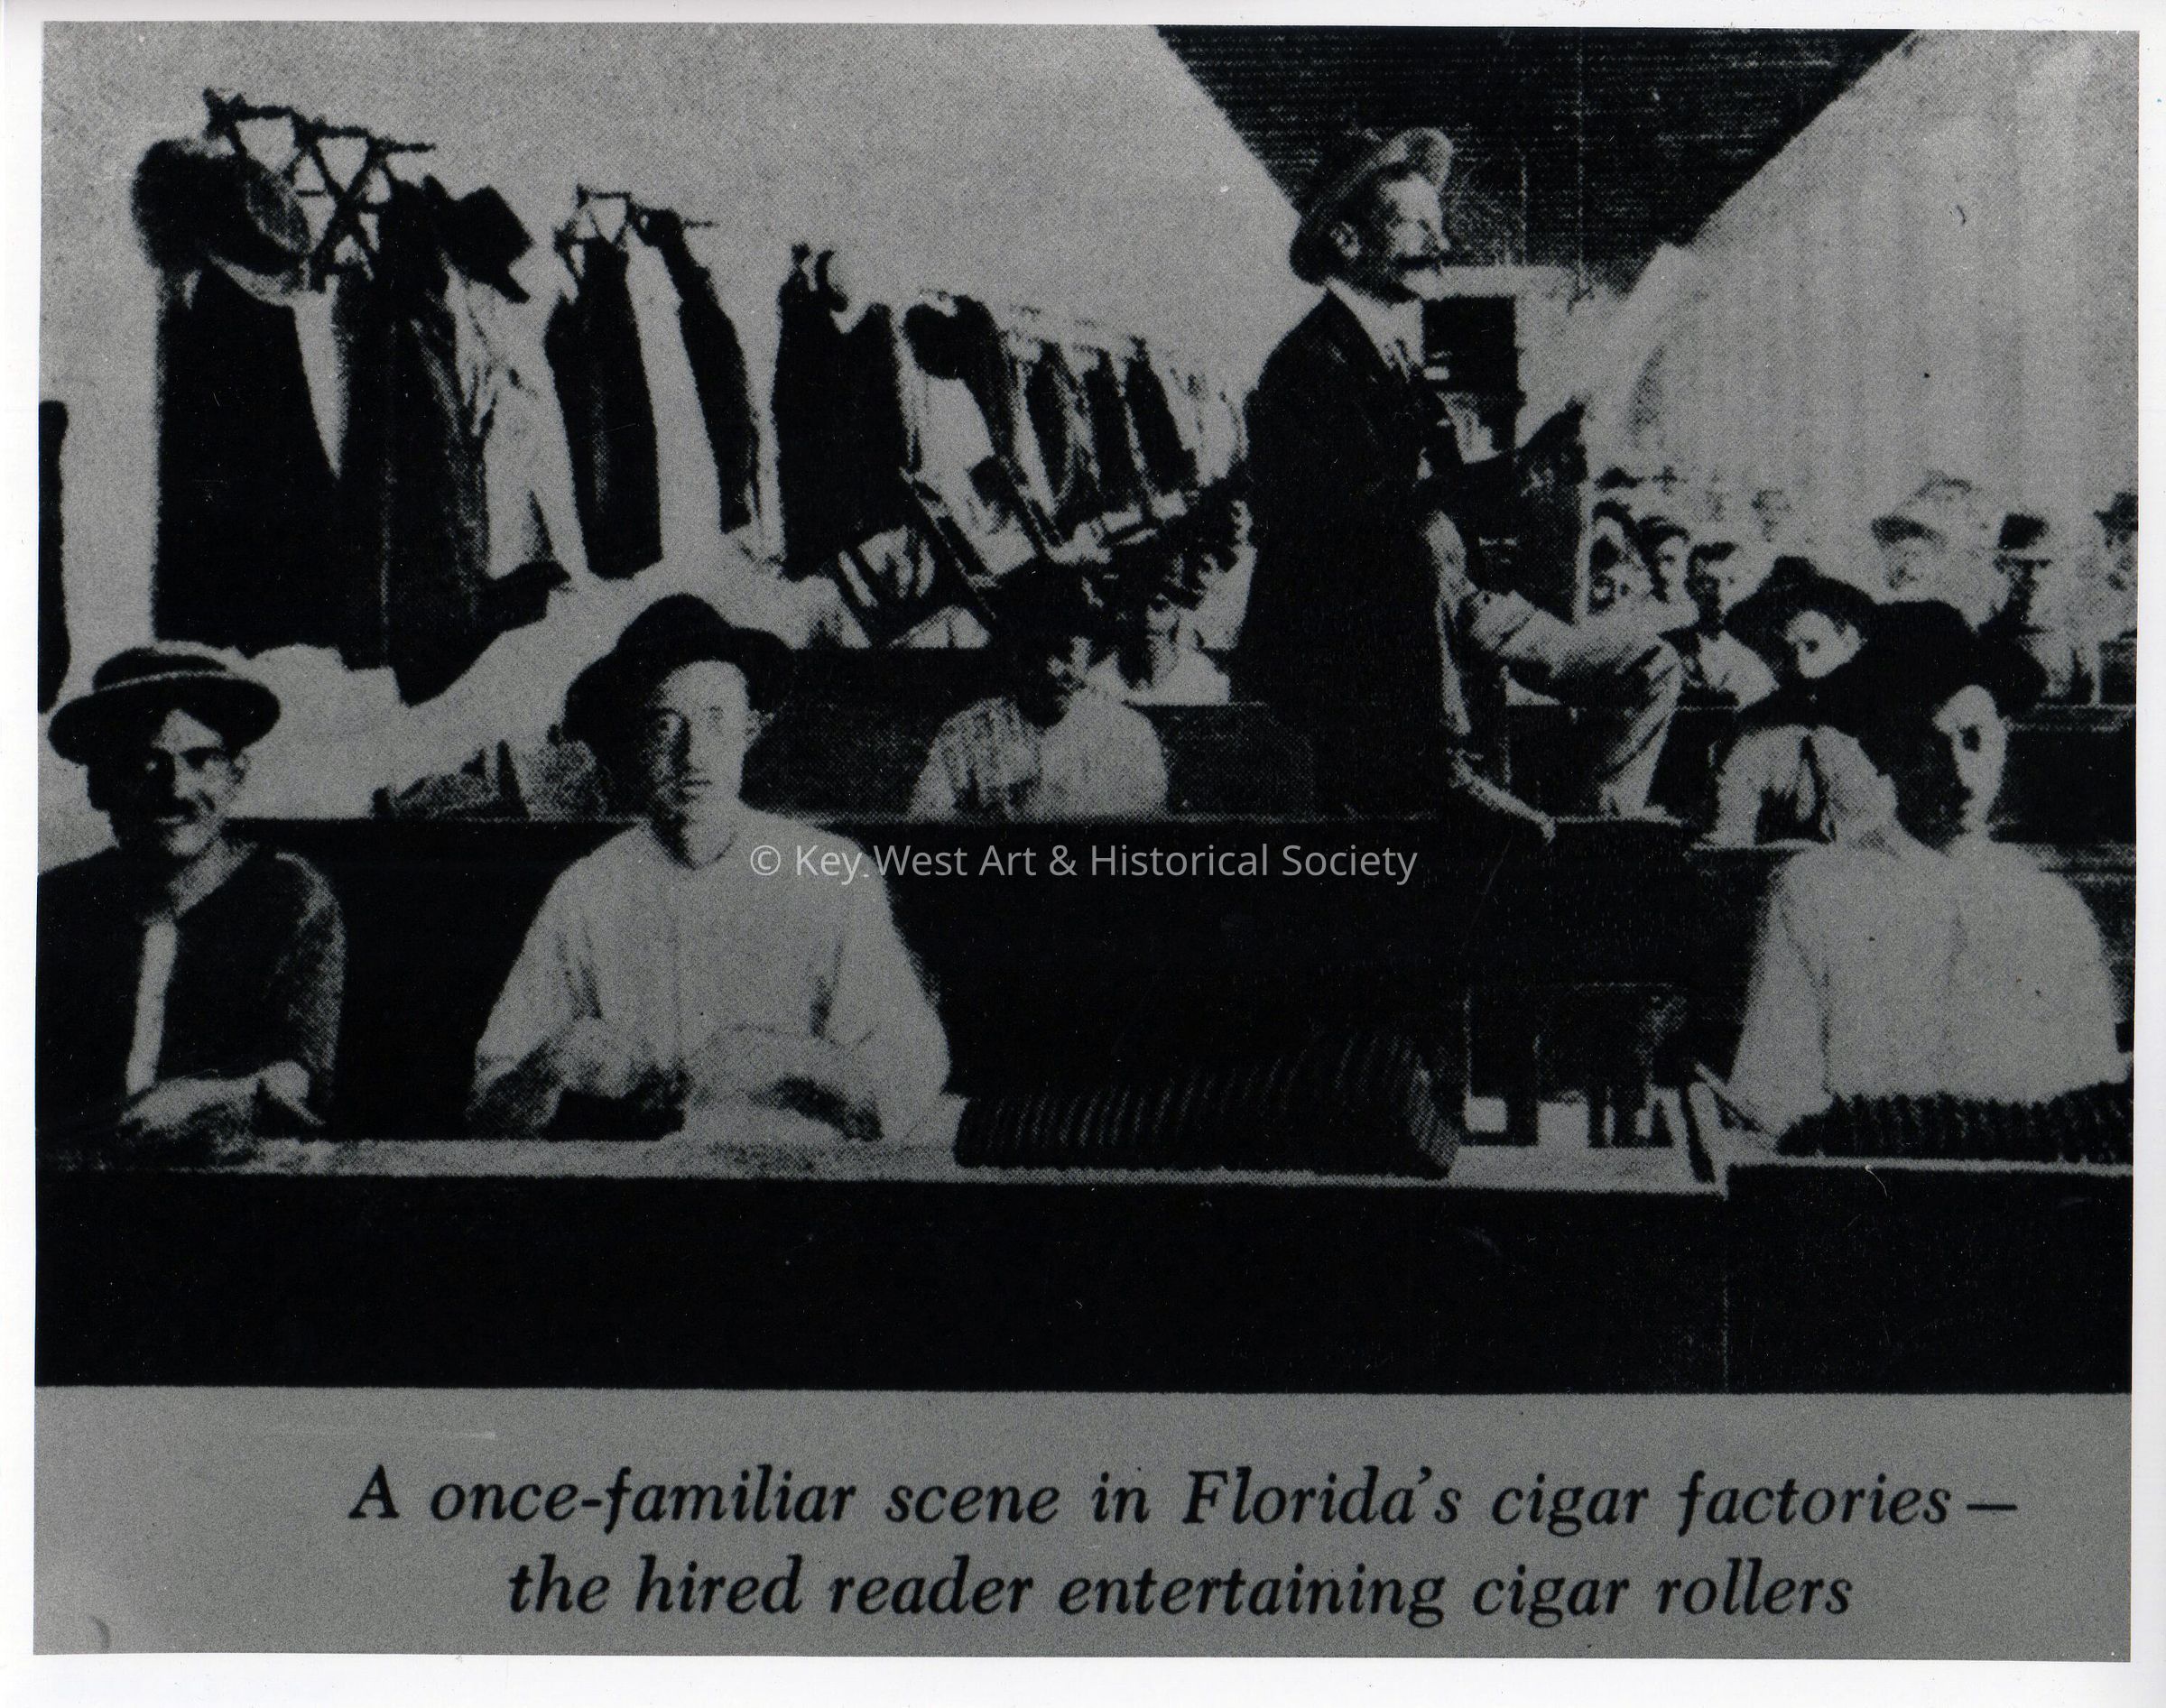 © Key West Art & Historical Society
A once-familiar scene in Florida's cigar factories—
the hired reader entertaining cigar rollers